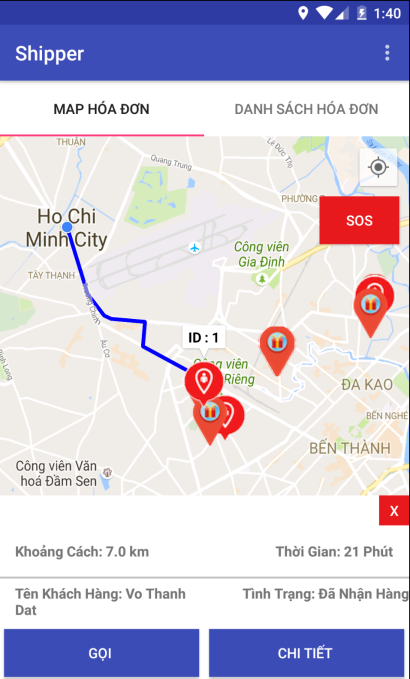 1:40
Shipper
MAP HÓA ĐƠN
DANH SÁCH HÓA ĐƠN
THUẬN
Quang Trung
PHƯỜNG
SOS
Ho Chi
Minh City
Công viên
Gia Định
TÂY THẠNH
ID : 1
Công viên
Riêng
ĐA KAO
BẾN NGHÉ
BẾN THÀNH
Công viên Văn
hoá Đầm Sen
X
Khoảng Cách: 7.0 km
Thời Gian: 21 Phút
Tên Khách Hàng: Vo Thanh
Dat
Tình Trạng: Đã Nhận Hàng
GỌI
CHI TIẾT